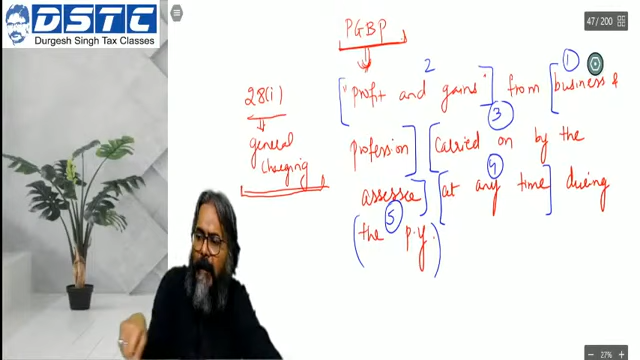 DSTC
Durgesh Singh Tax Classes
47 / 200
PGBP
28(i)
general
charging
2
1
"Profit and gains" from business &
3
profession carried on by the
4
assessee at any time during
5
the p.y.
27%